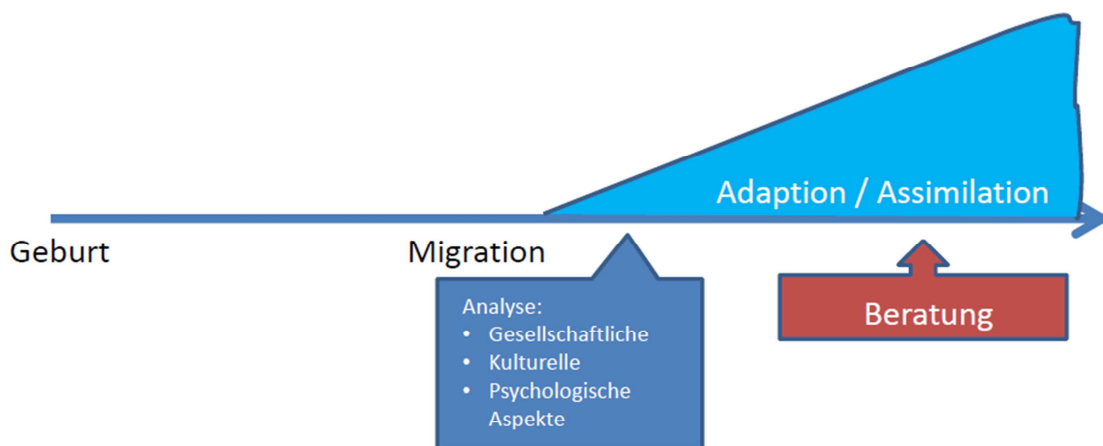 Adaption / Assimilation
Geburt
Migration
Analyse:
• Gesellschaftliche
• Kulturelle
• Psychologische
Aspekte
Beratung